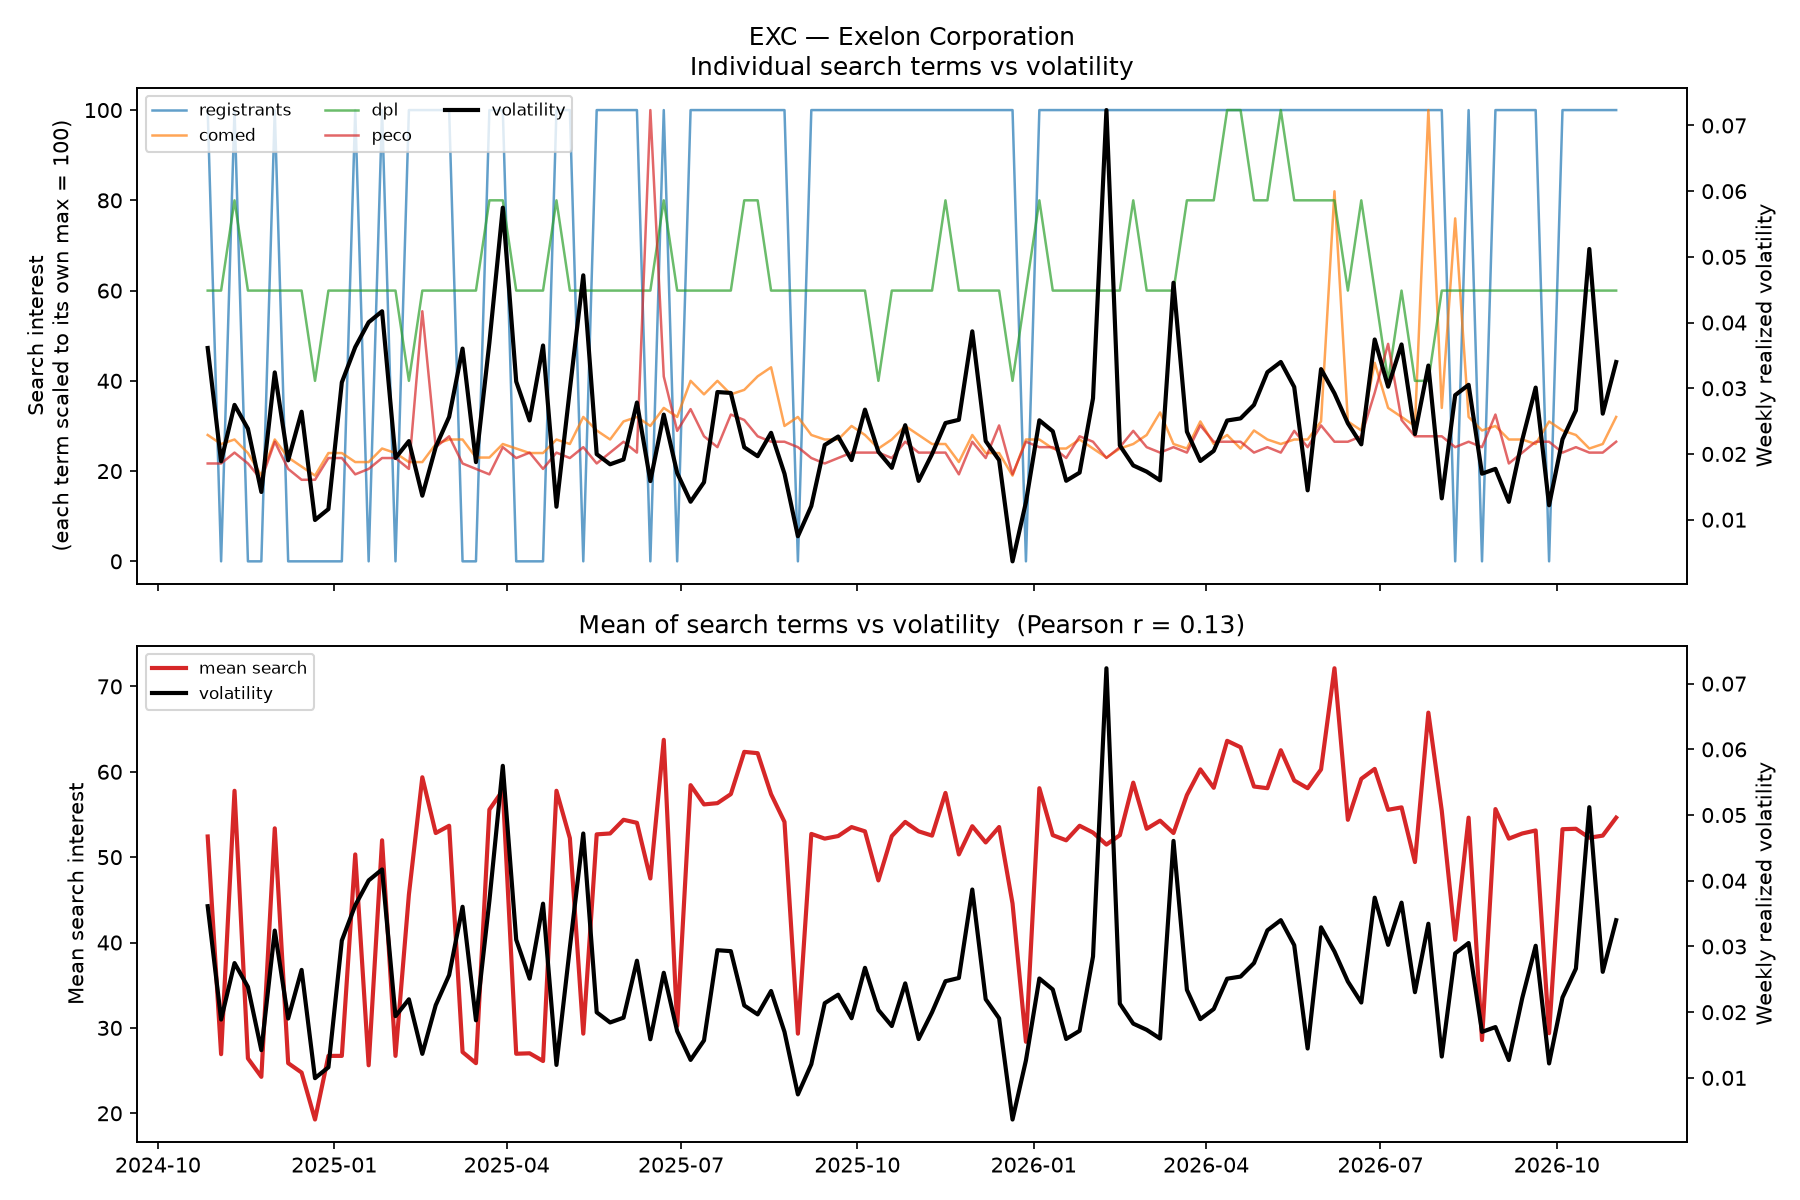 EXC — Exelon Corporation
Individual search terms vs volatility
registrants
comed
dpl
peco
volatility
Search interest
(each term scaled to its own max = 100)
100
80
60
40
20
0
0.07
0.06
0.05
0.04
0.03
0.02
0.01
Weekly realized volatility
Mean of search terms vs volatility  (Pearson r = 0.13)
mean search
volatility
Mean search interest
70
60
50
40
30
20
0.07
0.06
0.05
0.04
0.03
0.02
0.01
Weekly realized volatility
2024-10
2025-01
2025-04
2025-07
2025-10
2026-01
2026-04
2026-07
2026-10